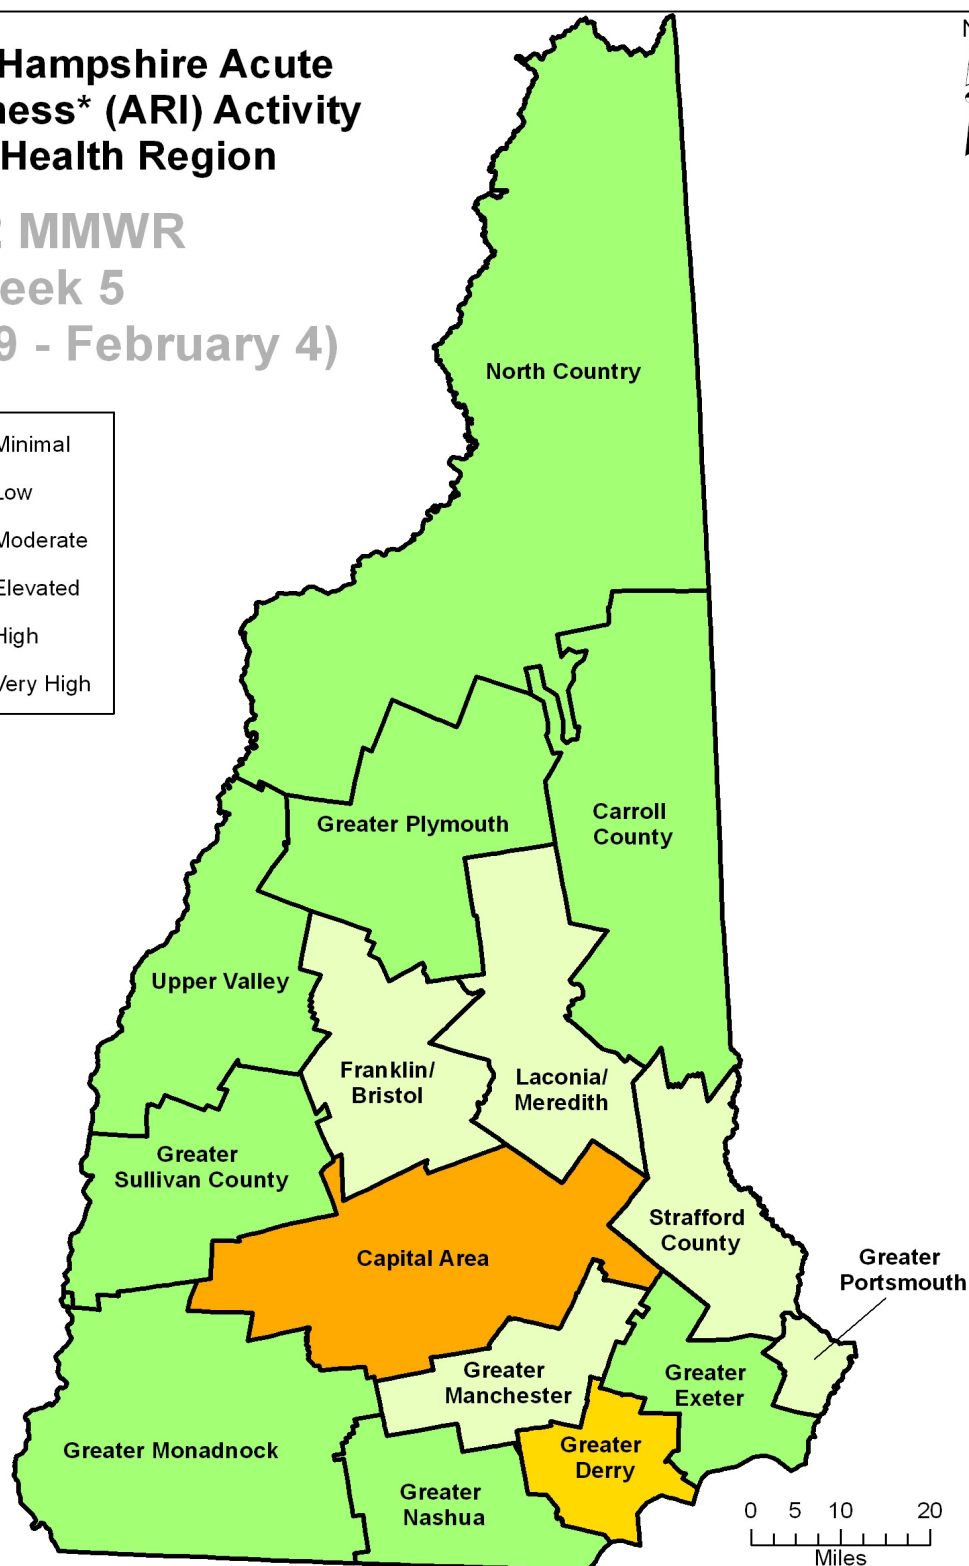 Hampshire Acute
ness* (ARI) Activity
Health Region
2 MMWR
eek 5
9 - February 4)
Minimal
Low
Moderate
Elevated
High
Very High
North Country
Greater Plymouth
Carroll
County
Upper Valley
Franklin/
Bristol
Laconia/
Meredith
Greater
Sullivan County
Strafford
County
Capital Area
Greater
Portsmouth
Greater
Manchester
Greater
Exeter
Greater Monadnock
Greater
Derry
Greater
Nashua
0 5 10 20
Miles